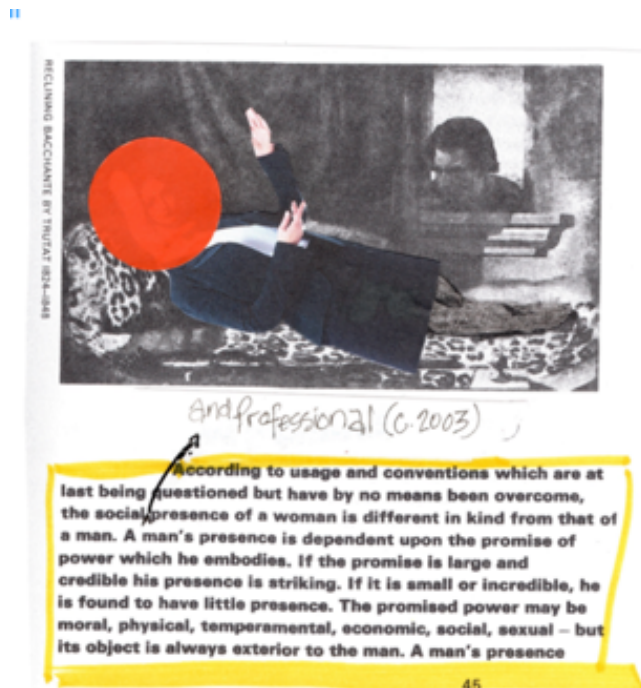 RECLINING BACCHANTE BY TRUTAT 1824–1848
and Professional (c. 2003)
According to usage and conventions which are at
last being questioned but have by no means been overcome,
the social presence of a woman is different in kind from that of
a man. A man's presence is dependent upon the promise of
power which he embodies. If the promise is large and
credible his presence is striking. If it is small or incredible, he
is found to have little presence. The promised power may be
moral, physical, temperamental, economic, social, sexual – but
its object is always exterior to the man. A man's presence
45